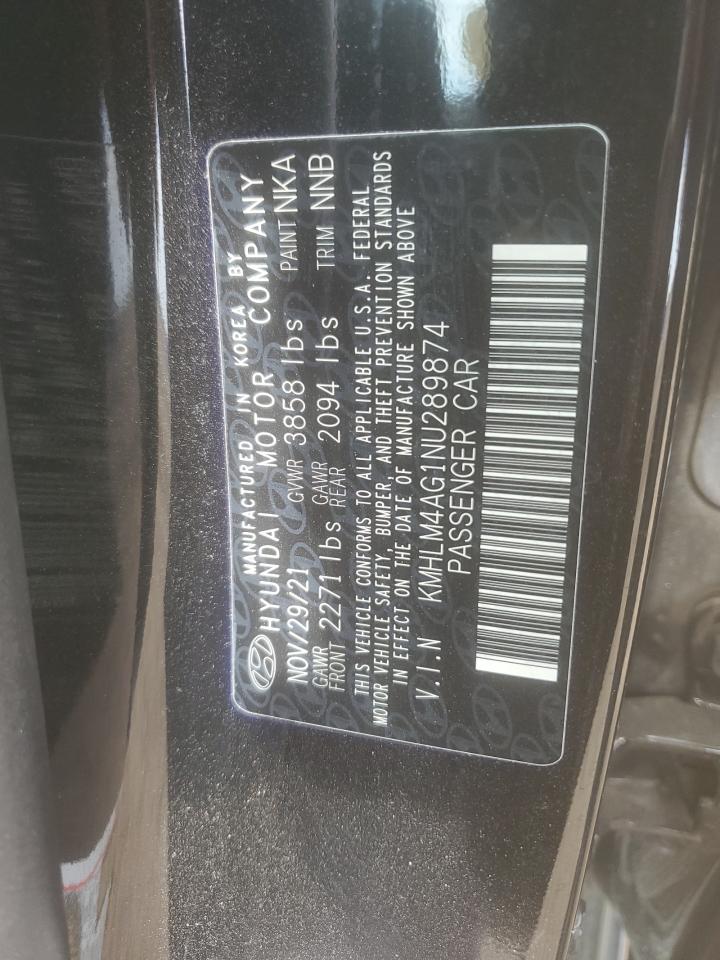 MANUFACTURED IN KOREA BY
HYUNDAI MOTOR COMPANY
NOV/29/21 GVWR 3858 lbs PAINT NKA
GAWR FRONT 2271 lbs GAWR REAR 2094 lbs TRIM NNB
THIS VEHICLE CONFORMS TO ALL APPLICABLE U.S.A. FEDERAL
MOTOR VEHICLE SAFETY, BUMPER, AND THEFT PREVENTION STANDARDS
IN EFFECT ON THE DATE OF MANUFACTURE SHOWN ABOVE
V.I.N KMHLM4AG1NU289874
PASSENGER CAR